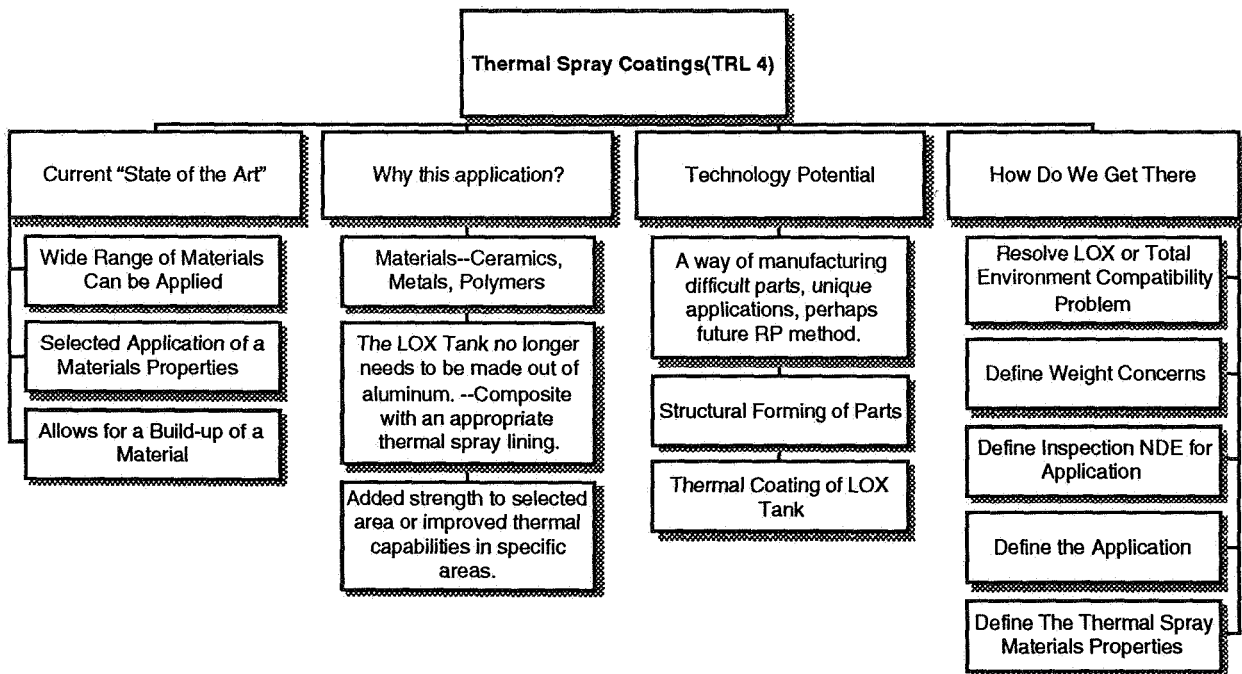 Thermal Spray Coatings(TRL 4)
Current "State of the Art"
Wide Range of Materials
Can be Applied
Selected Application of a
Materials Properties
Allows for a Build-up of a
Material
Why this application?
Materials--Ceramics,
Metals, Polymers
The LOX Tank no longer
needs to be made out of
aluminum. --Composite
with an appropriate
thermal spray lining.
Added strength to selected
area or improved thermal
capabilities in specific
areas.
Technology Potential
A way of manufacturing
difficult parts, unique
applications, perhaps
future RP method.
Structural Forming of Parts
Thermal Coating of LOX
Tank
How Do We Get There
Resolve LOX or Total
Environment Compatibility
Problem
Define Weight Concerns
Define Inspection NDE for
Application
Define the Application
Define The Thermal Spray
Materials Properties